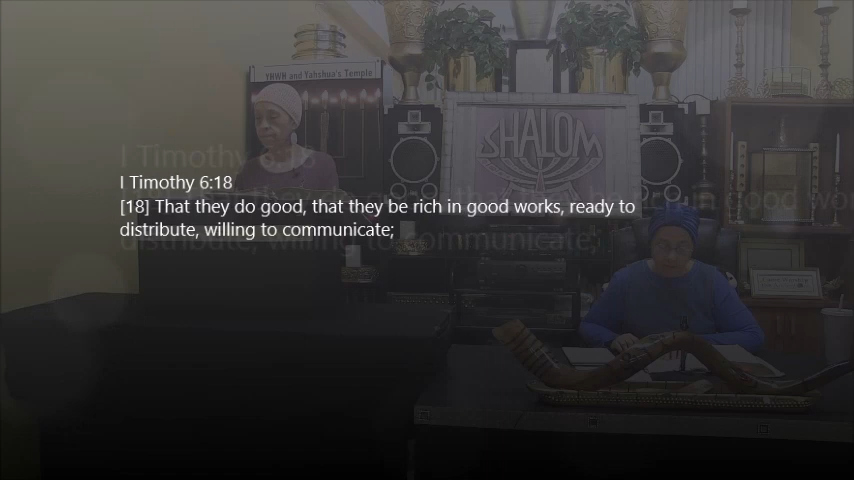 YHWH and Yahshua's Temple
SHALOM
I Timothy 6:18
[18] That they do good, that they be rich in good works, ready to
distribute, willing to communicate;